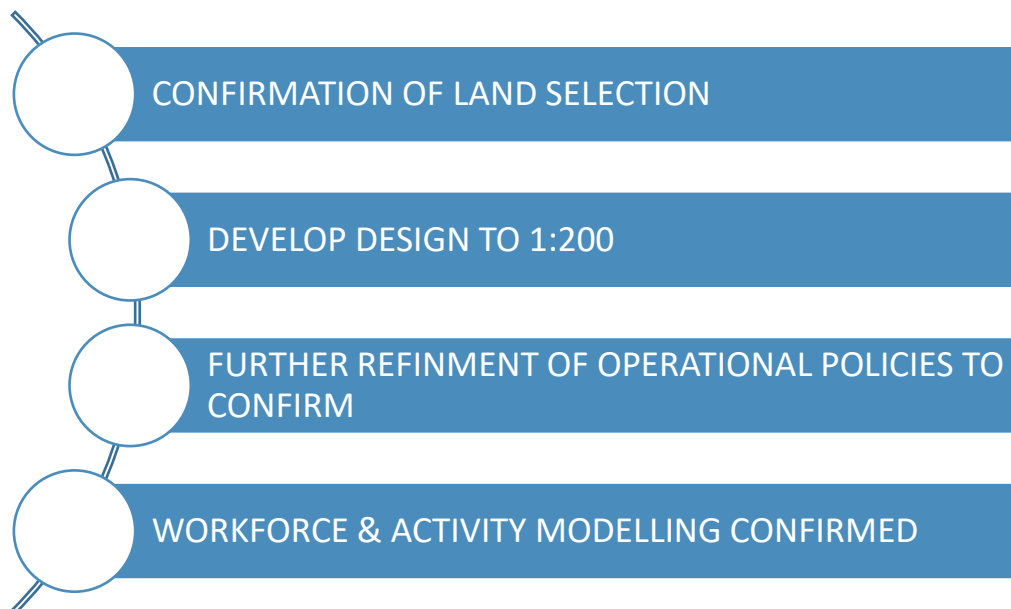 CONFIRMATION OF LAND SELECTION
DEVELOP DESIGN TO 1:200
FURTHER REFINMENT OF OPERATIONAL POLICIES TO
CONFIRM
WORKFORCE & ACTIVITY MODELLING CONFIRMED